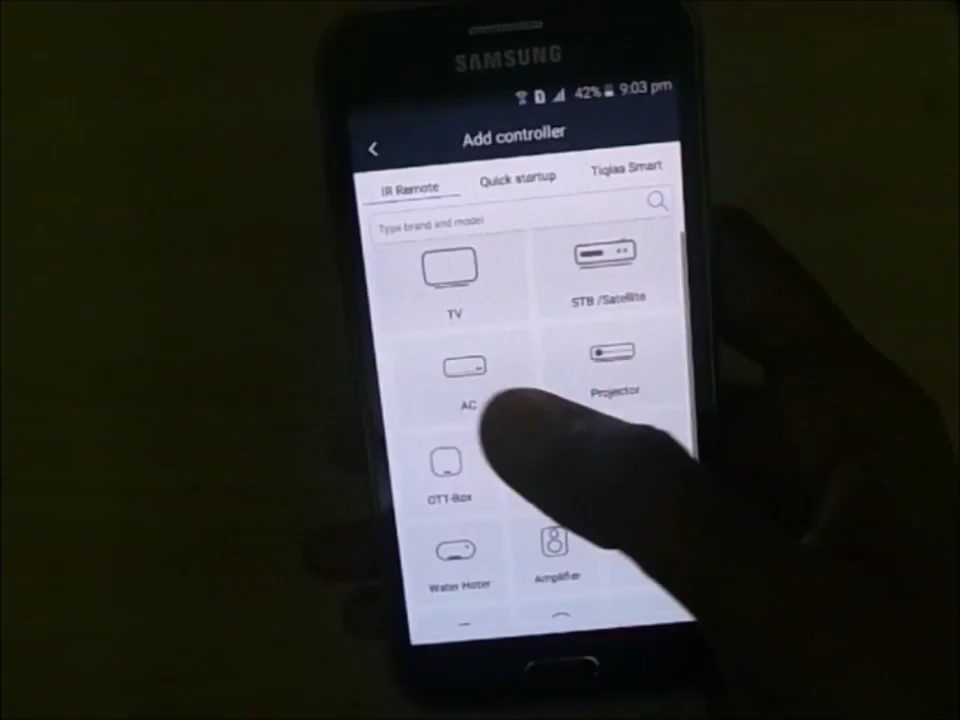 SAMSUNG
42% 9:03 pm
Add controller
IR Remote Quick startup Tiqiaa Smart
Type brand and model
TV STB /Satellite
AC Projector
OTT-Box
Water Moter Amplifier